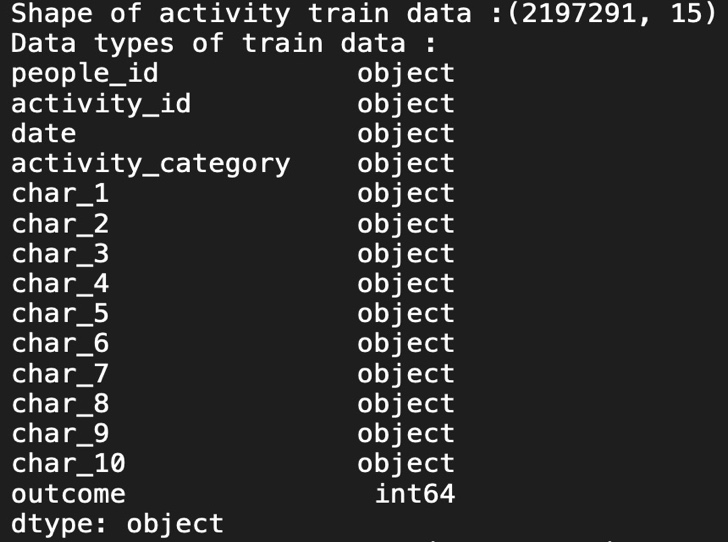 Shape of activity train data :(2197291, 15)
Data types of train data :
people_id object
activity_id object
date object
activity_category object
char_1 object
char_2 object
char_3 object
char_4 object
char_5 object
char_6 object
char_7 object
char_8 object
char_9 object
char_10 object
outcome int64
dtype: object